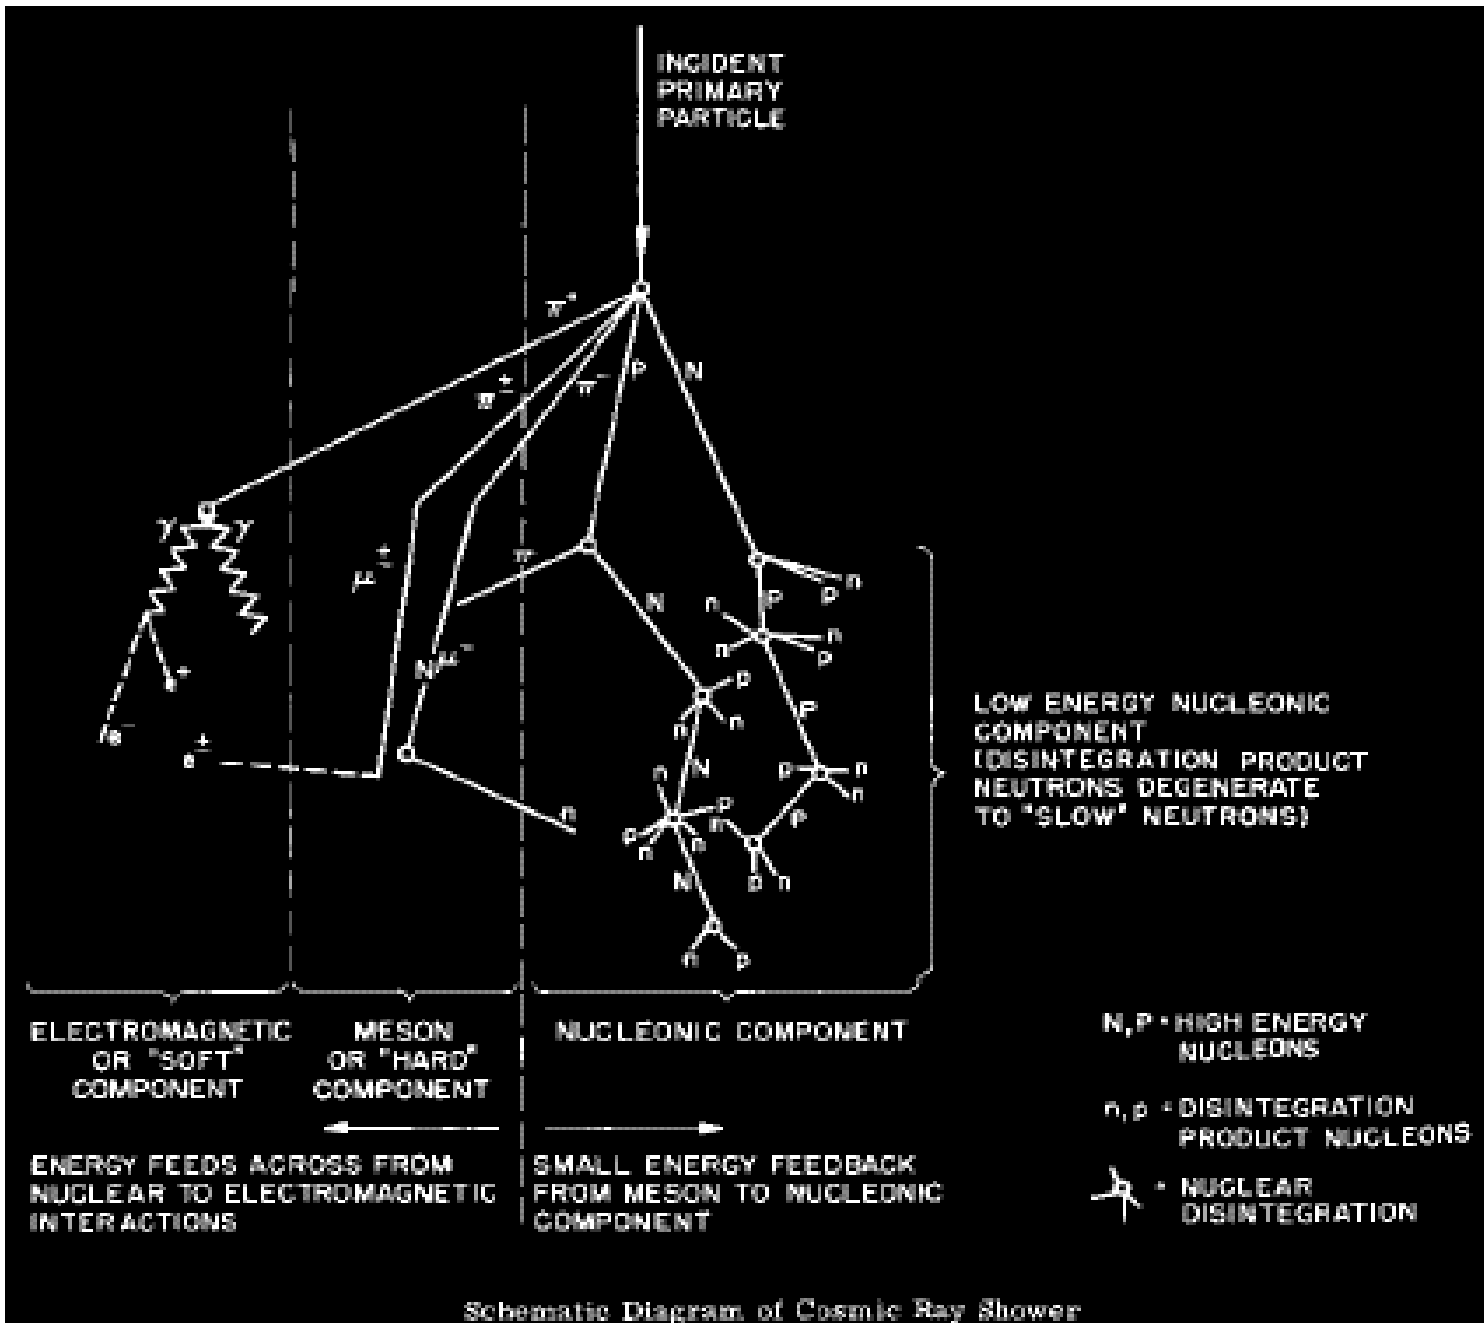 INCIDENT
PRIMARY
PARTICLE
π°
π±
π⁻
P
N
γ γ
μ±
π
N
n
p
P
n
n
n
p
N μ⁻
e⁺
e⁻
e±
p
n
n
P
N
n
p
n
n
p
n
n
p
n
n
P
p
n
N
n
p
n
LOW ENERGY NUCLEONIC
COMPONENT
(DISINTEGRATION PRODUCT
NEUTRONS DEGENERATE
TO "SLOW" NEUTRONS)
ELECTROMAGNETIC
OR "SOFT"
COMPONENT
MESON
OR "HARD"
COMPONENT
NUCLEONIC COMPONENT
ENERGY FEEDS ACROSS FROM
NUCLEAR TO ELECTROMAGNETIC
INTERACTIONS
SMALL ENERGY FEEDBACK
FROM MESON TO NUCLEONIC
COMPONENT
N,P = HIGH ENERGY
NUCLEONS
n,p = DISINTEGRATION
PRODUCT NUCLEONS
= NUCLEAR
DISINTEGRATION
Schematic Diagram of Cosmic Ray Shower